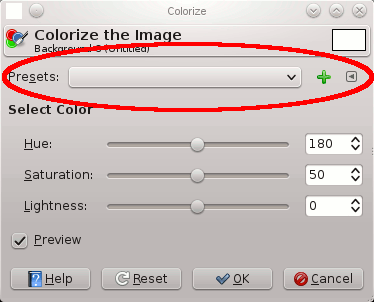 Colorize
Colorize the Image
Background-8 (Untitled)
Presets:
Select Color
Hue: 180
Saturation: 50
Lightness: 0
Preview
Help Reset OK Cancel